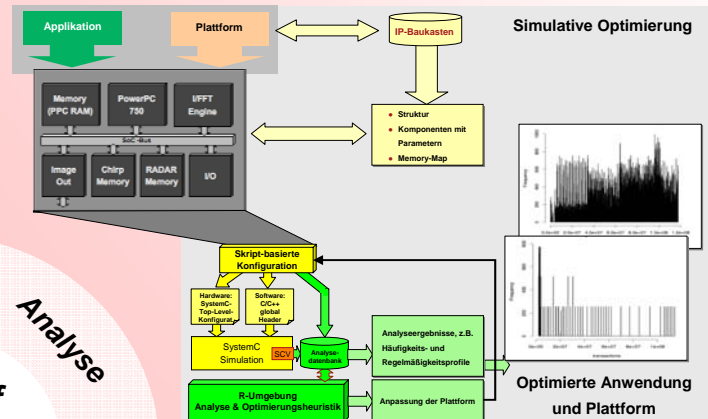 Applikation
Plattform
IP-Baukasten
Simulative Optimierung
Memory
(PPC RAM)
PowerPC
750
I/FFT
Engine
SoC-Bus
Image
Out
Chirp
Memory
RADAR
Memory
I/O
• Struktur
• Komponenten mit
Parametern
• Memory-Map
Frequency
Frequency
Skript-basierte
Konfiguration
Hardware:
SystemC-
Top-Level-
Konfigurat.
Software:
C/C++
global
Header
SystemC
Simulation
SCV
Analyse-
datenbank
Analyseergebnisse, z.B.
Häufigkeits- und
Regelmäßigkeitsprofile
R-Umgebung
Analyse & Optimierungsheuristik
Anpassung der Plattform
Optimierte Anwendung
und Plattform
Analyse